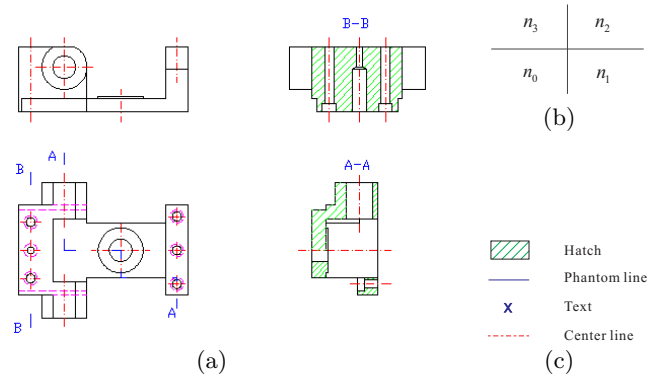 B-B
n₃ n₂
n₀ n₁
(b)
A
B
A-A
Hatch
Phantom line
X Text
Center line
A
B
(a)
(c)